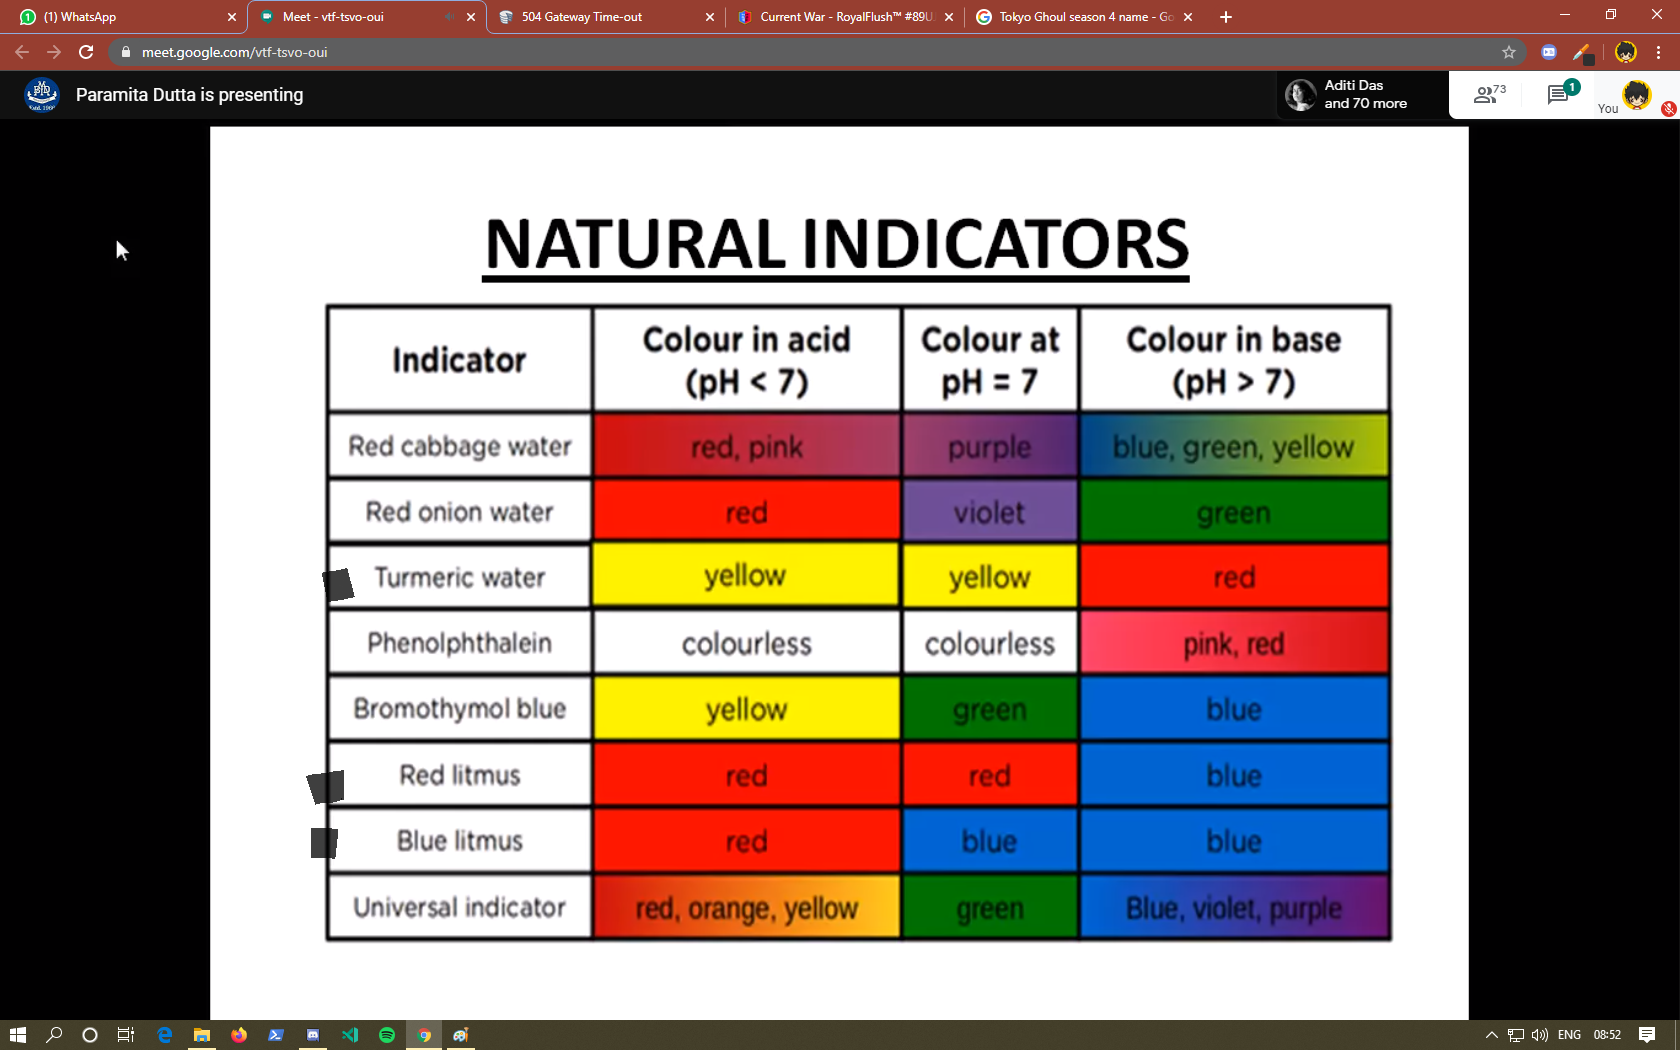 (1) WhatsApp
Meet - vtf-tsvo-oui
504 Gateway Time-out
Current War - RoyalFlush™ #89U
Tokyo Ghoul season 4 name - Go
meet.google.com/vtf-tsvo-oui
Paramita Dutta is presenting
Aditi Das
and 70 more
73
1
You
NATURAL INDICATORS
Indicator Colour in acid (pH < 7) Colour at pH = 7 Colour in base (pH > 7)
Red cabbage water red, pink purple blue, green, yellow
Red onion water red violet green
Turmeric water yellow yellow red
Phenolphthalein colourless colourless pink, red
Bromothymol blue yellow green blue
Red litmus red red blue
Blue litmus red blue blue
Universal indicator red, orange, yellow green Blue, violet, purple
ENG 08:52